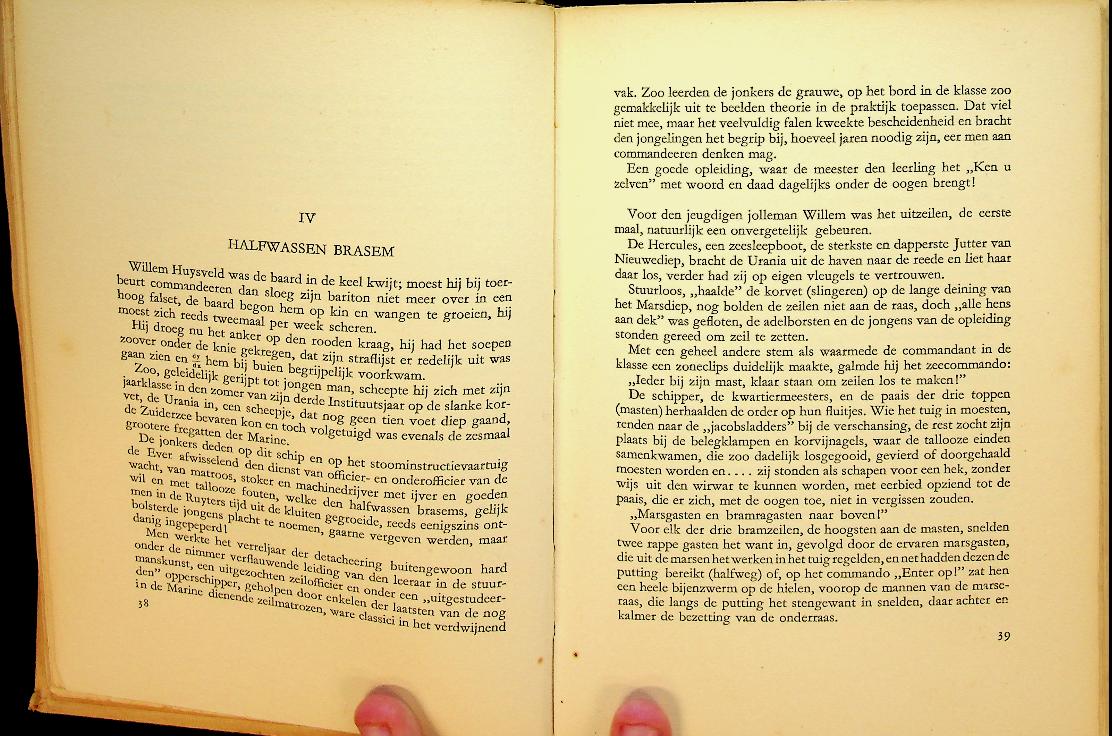 IV
HALFWASSEN BRASEM
Willem Huysveld was de baard in de keel kwijt; moest hij bij toer-
beurt commandeeren dan sloeg zijn bariton niet meer over in een
hoog falset, de baard begon hem op kin en wangen te groeien, hij
moest zich reeds tweemaal per week scheren.
Hij droeg nu het anker op den rooden kraag, hij had het soepen
zoover onder de knie gekregen, dat zijn straflijst er redelijk uit was
gaan zien en hem bij buien begrijpelijk voorkwam.
Zoo, geleidelijk gerijpt tot jongen man, scheepte hij zich met zijn
jaarklasse in den zomer van zijn derde Instituutsjaar op de slanke kor-
vet, de Urania in, een scheepje, dat nog geen tien voet diep gaand,
de Zuiderzee bevaren kon en toch volgetuigd was evenals de zesmaal
grootere fregatten der Marine.
De jonkers deden op dit schip en op het stoominstructievaartuig
de Ever afwisselend den dienst van officier- en onderofficier van de
wacht, van matroos, stoker en machinedrijver met ijver en goeden
wil en met tallooze fouten, welke den halfwassen brasems, gelijk
men in de Ruyters tijd uit de kluiten gegroeide, reeds eenigszins ont-
bolsterde jongens placht te noemen, gaarne vergeven werden, maar
danig ingepeperd!
Men werkte het verreljaar der detacheering buitengewoon hard
onder de nimmer verflauwende leiding van den leeraar in de stuur-
manskunst, een uitgezochten zeilofficier en onder een „uitgestudeer-
den” opperschipper, geholpen door enkelen der laatsten van de nog
in de Marine dienende zeilmatrozen, ware classici in het verdwijnend
38
vak. Zoo leerden de jonkers de grauwe, op het bord in de klasse zoo
gemakkelijk uit te beelden theorie in de praktijk toepassen. Dat viel
niet mee, maar het veelvuldig falen kweekte bescheidenheid en bracht
den jongelingen het begrip bij, hoeveel jaren noodig zijn, eer men aan
commandeeren denken mag.
Een goede opleiding, waar de meester den leerling het „Ken u
zelven” met woord en daad dagelijks onder de oogen brengt!
Voor den jeugdigen jolleman Willem was het uitzeilen, de eerste
maal, natuurlijk een onvergetelijk gebeuren.
De Hercules, een zeesleepboot, de sterkste en dapperste Jutter van
Nieuwediep, bracht de Urania uit de haven naar de reede en liet haar
daar los, verder had zij op eigen vleugels te vertrouwen.
Stuurloos, „haalde” de korvet (slingeren) op de lange deining van
het Marsdiep, nog bolden de zeilen niet aan de raas, doch „alle hens
aan dek” was gefloten, de adelborsten en de jongens van de opleiding
stonden gereed om zeil te zetten.
Met een geheel andere stem als waarmede de commandant in de
klasse een zoneclips duidelijk maakte, galmde hij het zeecommando:
„Ieder bij zijn mast, klaar staan om zeilen los te maken!”
De schipper, de kwartiermeesters, en de paais der drie toppen
(masten) herhaalden de order op hun fluitjes. Wie het tuig in moesten,
renden naar de „jacobsladders” bij de verschansing, de rest zocht zijn
plaats bij de belegklampen en korvijnagels, waar de tallooze einden
samenkwamen, die zoo dadelijk losgegooid, gevierd of doorgehaald
moesten worden en.... zij stonden als schapen voor een hek, zonder
wijs uit den wirwar te kunnen worden, met eerbied opziend tot de
paais, die er zich, met de oogen toe, niet in vergissen zouden.
„Marsgasten en bramragasten naar boven!”
Voor elk der drie bramzeilen, de hoogsten aan de masten, snelden
twee rappe gasten het want in, gevolgd door de ervaren marsgasten,
die uit de marsen het werken in het tuig regelden, en net hadden dezen de
putting bereikt (halfweg) of, op het commando „Enter op!” zat hen
een heele bijenzwerm op de hielen, voorop de mannen van de marse-
raas, die langs de putting het stengewant in snelden, daar achter en
kalmer de bezetting van de onderraas.
39